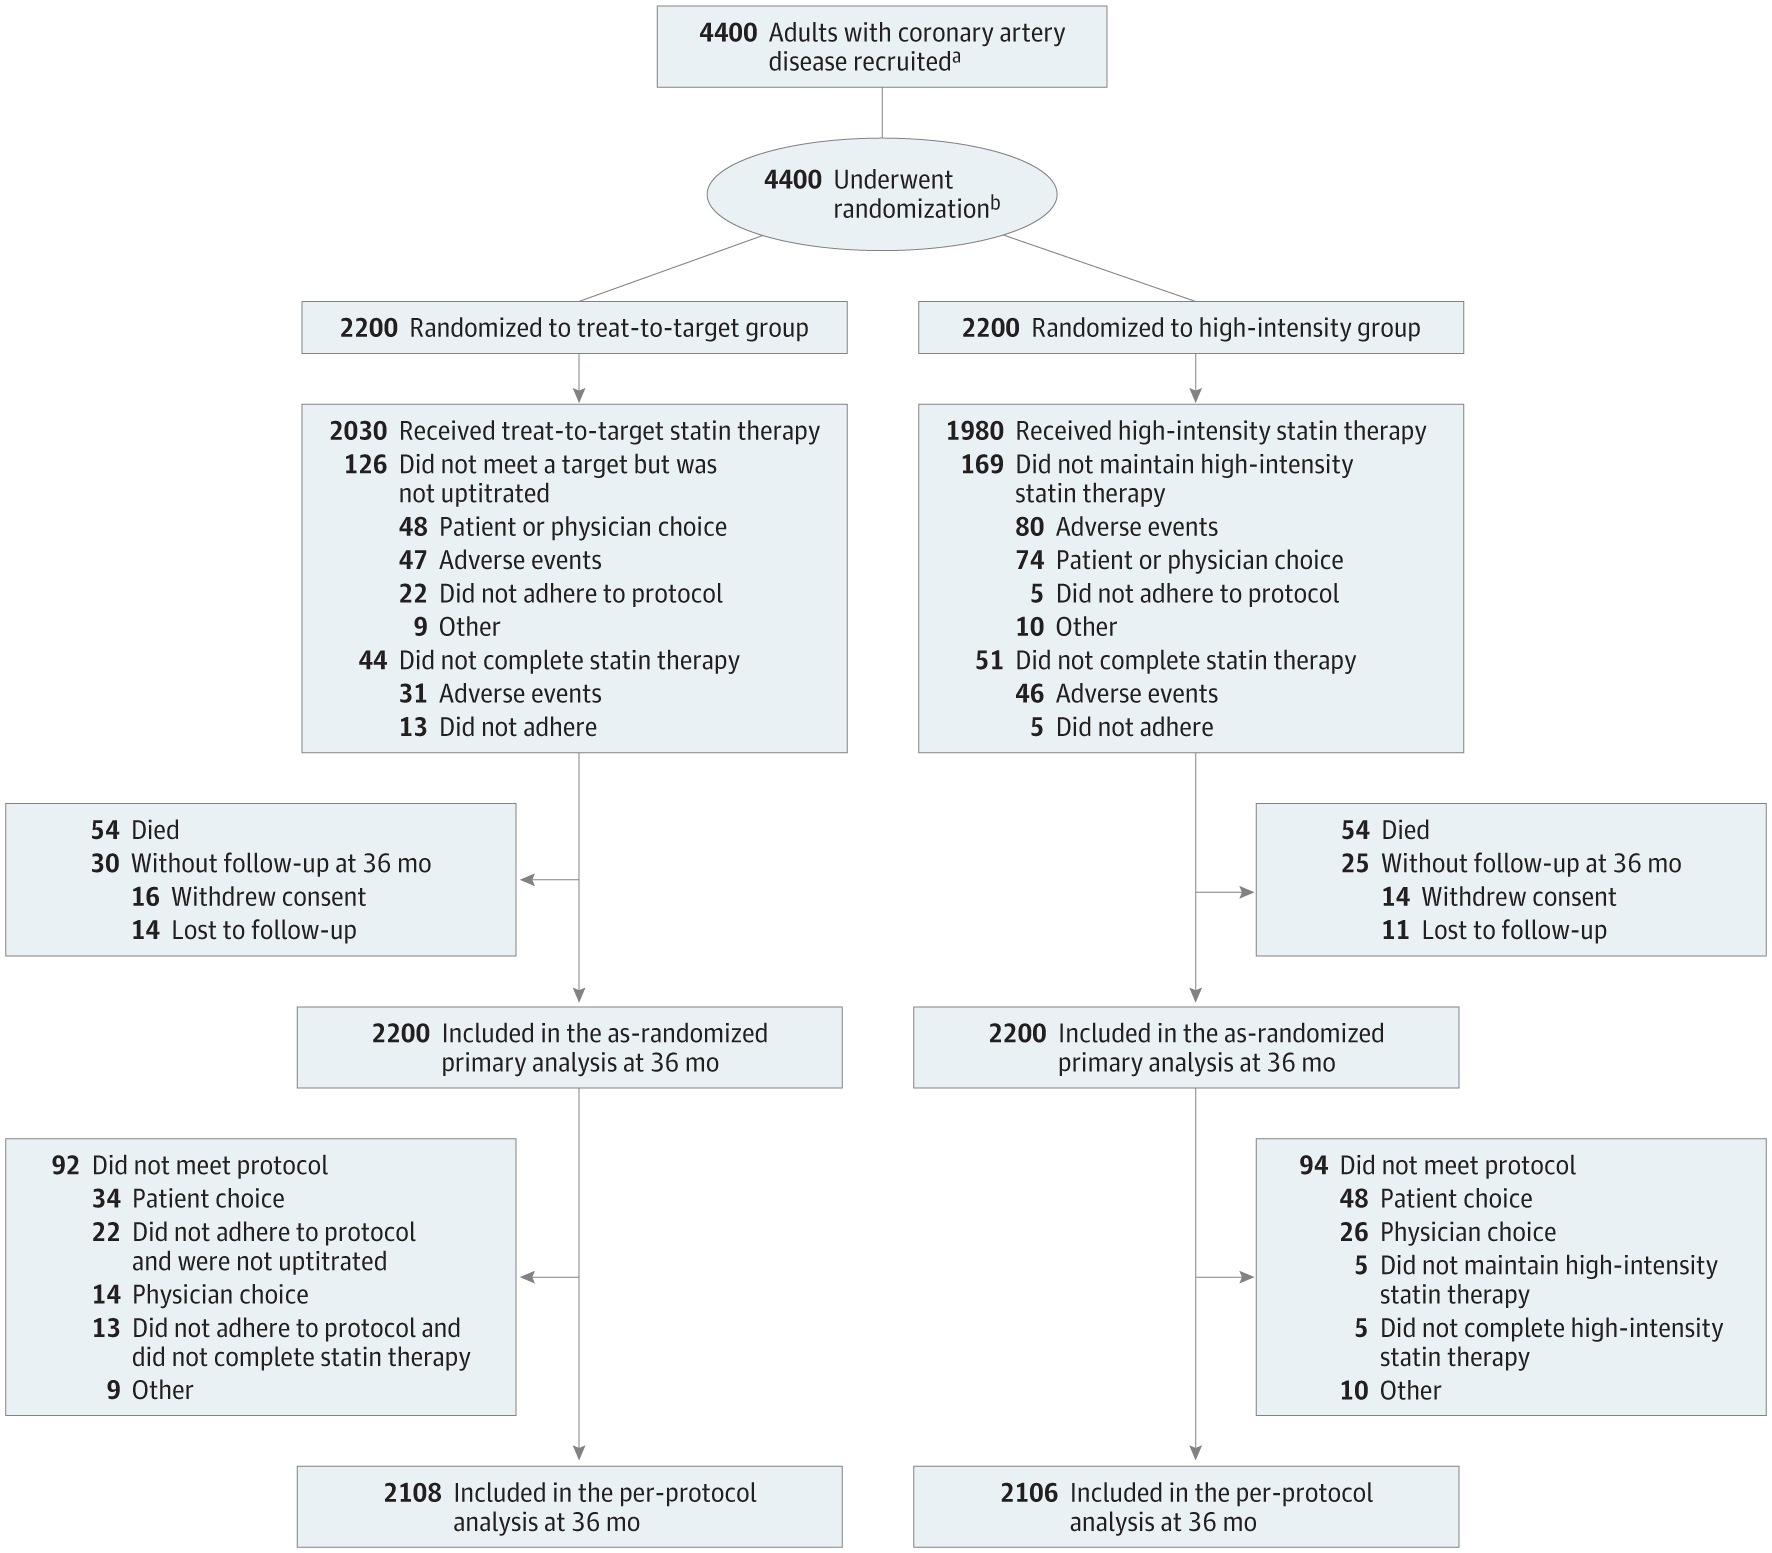 4400 Adults with coronary artery
disease recruitedᵃ
4400 Underwent
randomizationᵇ
2200 Randomized to treat-to-target group
2200 Randomized to high-intensity group
2030 Received treat-to-target statin therapy
126 Did not meet a target but was
not uptitrated
48 Patient or physician choice
47 Adverse events
22 Did not adhere to protocol
9 Other
44 Did not complete statin therapy
31 Adverse events
13 Did not adhere
1980 Received high-intensity statin therapy
169 Did not maintain high-intensity
statin therapy
80 Adverse events
74 Patient or physician choice
5 Did not adhere to protocol
10 Other
51 Did not complete statin therapy
46 Adverse events
5 Did not adhere
54 Died
30 Without follow-up at 36 mo
16 Withdrew consent
14 Lost to follow-up
54 Died
25 Without follow-up at 36 mo
14 Withdrew consent
11 Lost to follow-up
2200 Included in the as-randomized
primary analysis at 36 mo
2200 Included in the as-randomized
primary analysis at 36 mo
92 Did not meet protocol
34 Patient choice
22 Did not adhere to protocol
and were not uptitrated
14 Physician choice
13 Did not adhere to protocol and
did not complete statin therapy
9 Other
94 Did not meet protocol
48 Patient choice
26 Physician choice
5 Did not maintain high-intensity
statin therapy
5 Did not complete high-intensity
statin therapy
10 Other
2108 Included in the per-protocol
analysis at 36 mo
2106 Included in the per-protocol
analysis at 36 mo